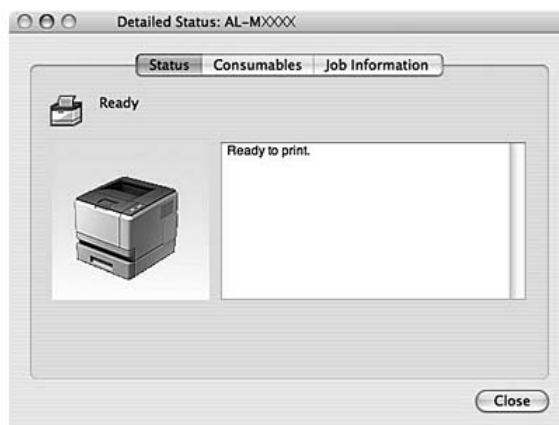 Detailed Status: AL-MXXXX
Status Consumables Job Information
Ready
Ready to print.
Close